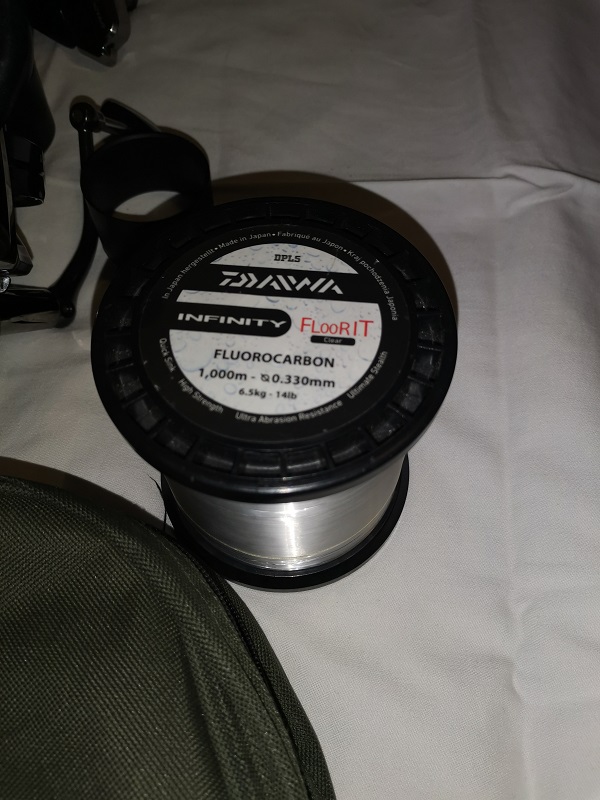 In Japan hergestellt • Made in Japan • Fabriqué au Japon • Kraj pochodzenia Japonia
DPLS
DAIWA
INFINITY FLooRIT
Clear
FLUOROCARBON
1,000m - ⌀0.330mm
6.5kg - 14lb
Quick Sink High Strength Ultra Abrasion Resistance Ultimate Stealth